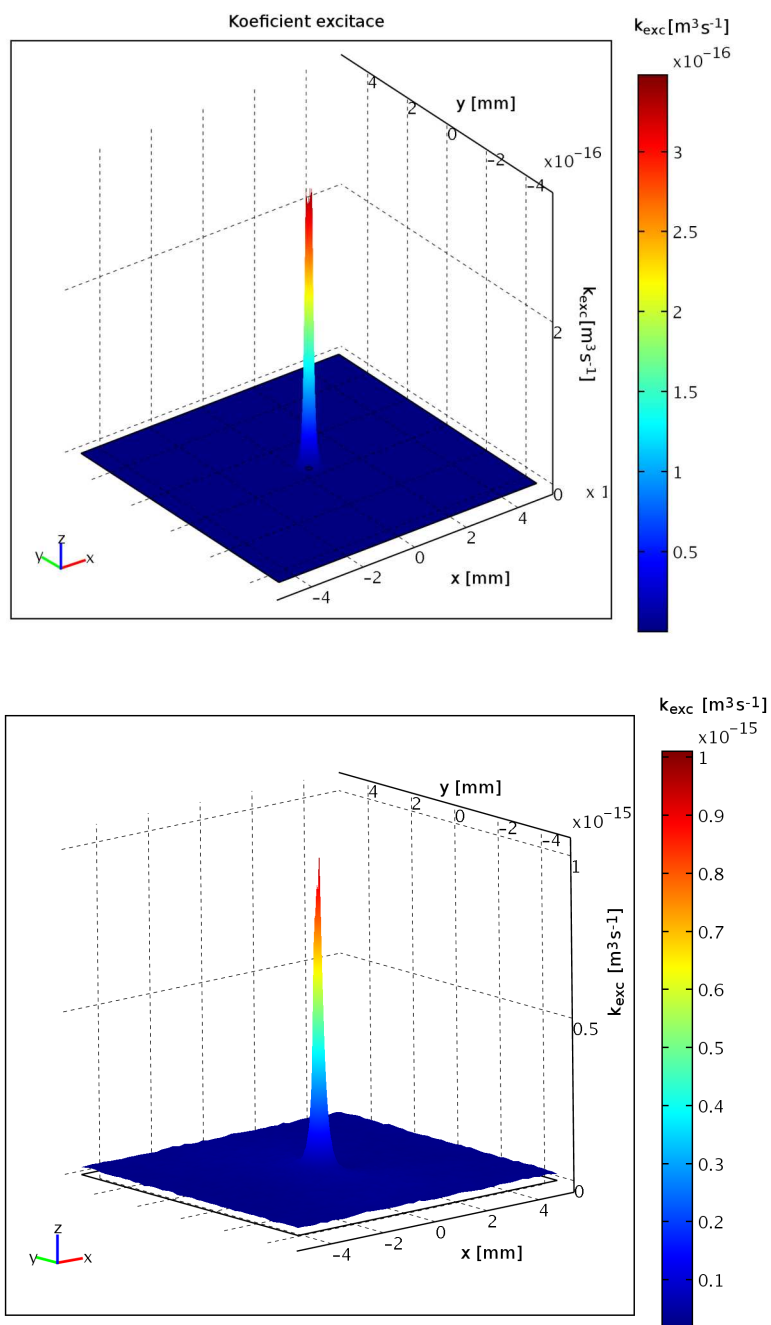 Koeficient excitace
k_exc[m³s⁻¹]
x10⁻¹⁶
4
2
0
-2
-4
y [mm]
x10⁻¹⁶
2
0
k_exc[m³s⁻¹]
x 1
-4
-2
0
2
4
x [mm]
z
y
x
3
2.5
2
1.5
1
0.5
k_exc [m³s⁻¹]
x10⁻¹⁵
4
2
0
-2
-4
y [mm]
x10⁻¹⁵
1
0.5
0
k_exc [m³s⁻¹]
-4
-2
0
2
4
x [mm]
z
y
x
1
0.9
0.8
0.7
0.6
0.5
0.4
0.3
0.2
0.1